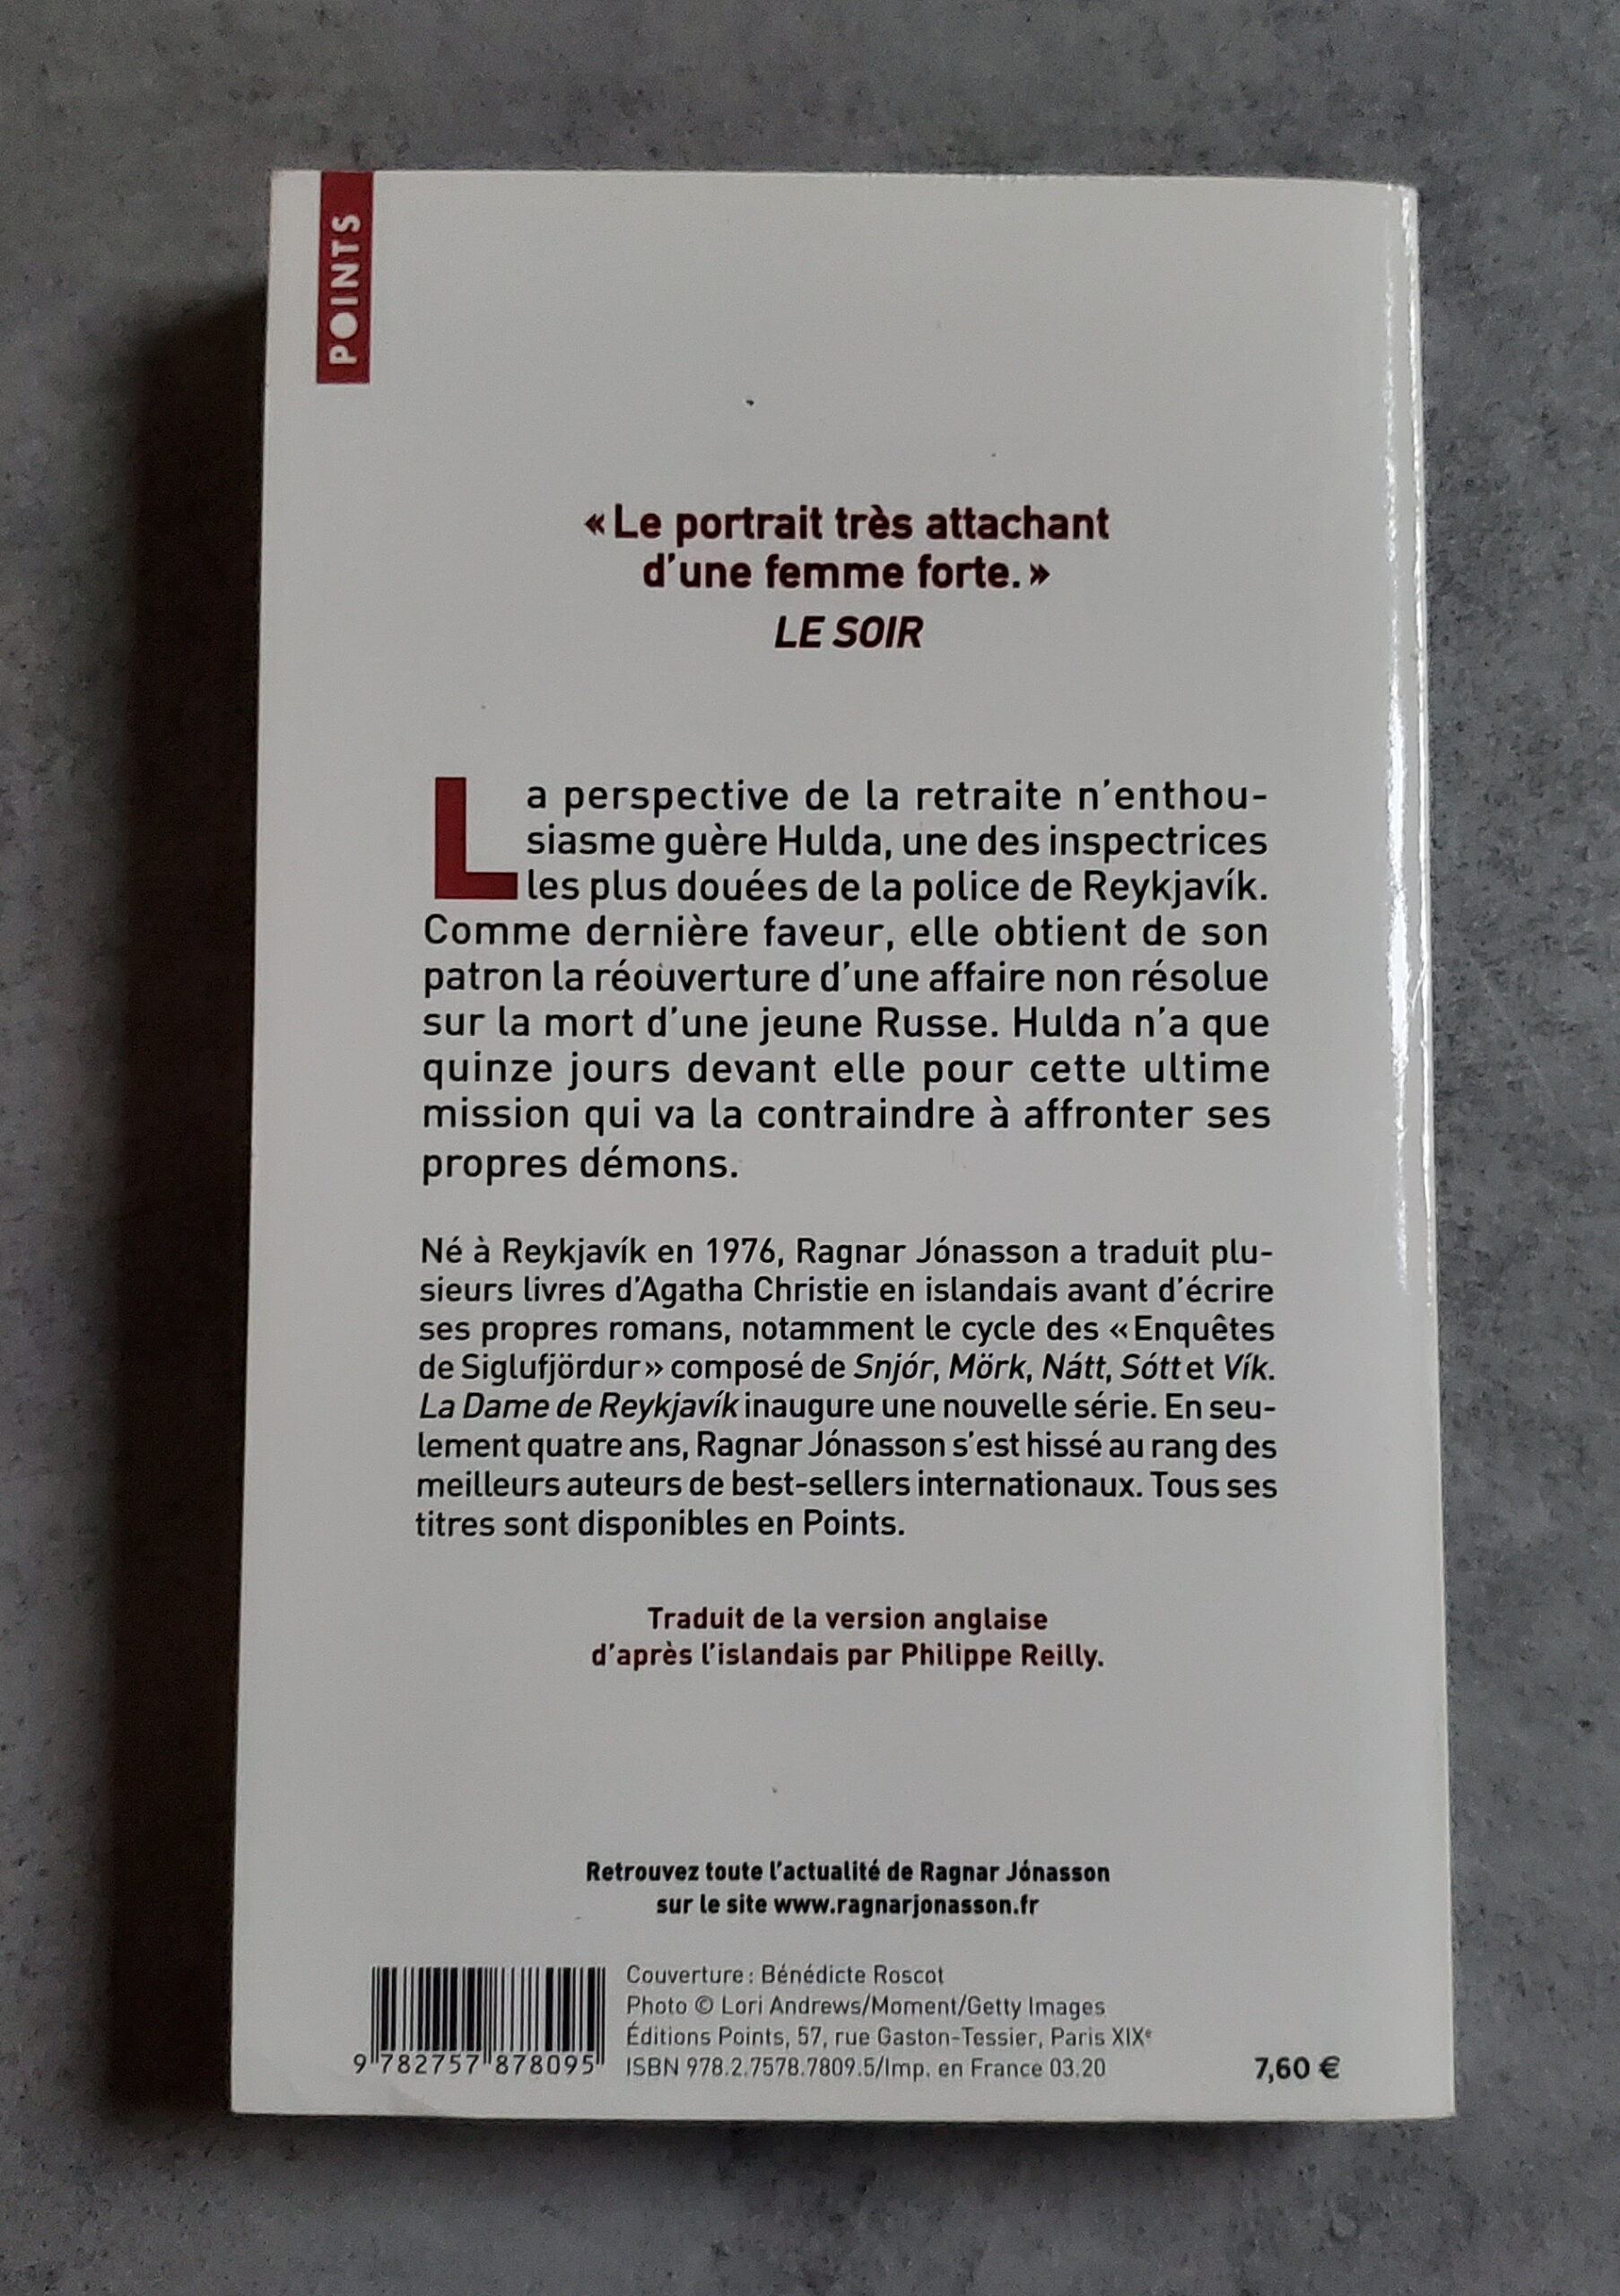 POINTS
« Le portrait très attachant
d'une femme forte. »
LE SOIR
La perspective de la retraite n'enthou-
siasme guère Hulda, une des inspectrices
les plus douées de la police de Reykjavík.
Comme dernière faveur, elle obtient de son
patron la réouverture d'une affaire non résolue
sur la mort d'une jeune Russe. Hulda n'a que
quinze jours devant elle pour cette ultime
mission qui va la contraindre à affronter ses
propres démons.
Né à Reykjavík en 1976, Ragnar Jónasson a traduit plu-
sieurs livres d'Agatha Christie en islandais avant d'écrire
ses propres romans, notamment le cycle des « Enquêtes
de Siglufjördur » composé de Snjór, Mörk, Nátt, Sótt et Vík.
La Dame de Reykjavík inaugure une nouvelle série. En seu-
lement quatre ans, Ragnar Jónasson s'est hissé au rang des
meilleurs auteurs de best-sellers internationaux. Tous ses
titres sont disponibles en Points.
Traduit de la version anglaise
d'après l'islandais par Philippe Reilly.
Retrouvez toute l'actualité de Ragnar Jónasson
sur le site www.ragnarjonasson.fr
Couverture : Bénédicte Roscot
Photo © Lori Andrews/Moment/Getty Images
Éditions Points, 57, rue Gaston-Tessier, Paris XIXe
ISBN 978.2.7578.7809.5/Imp. en France 03.20
9 782757 878095
7,60 €